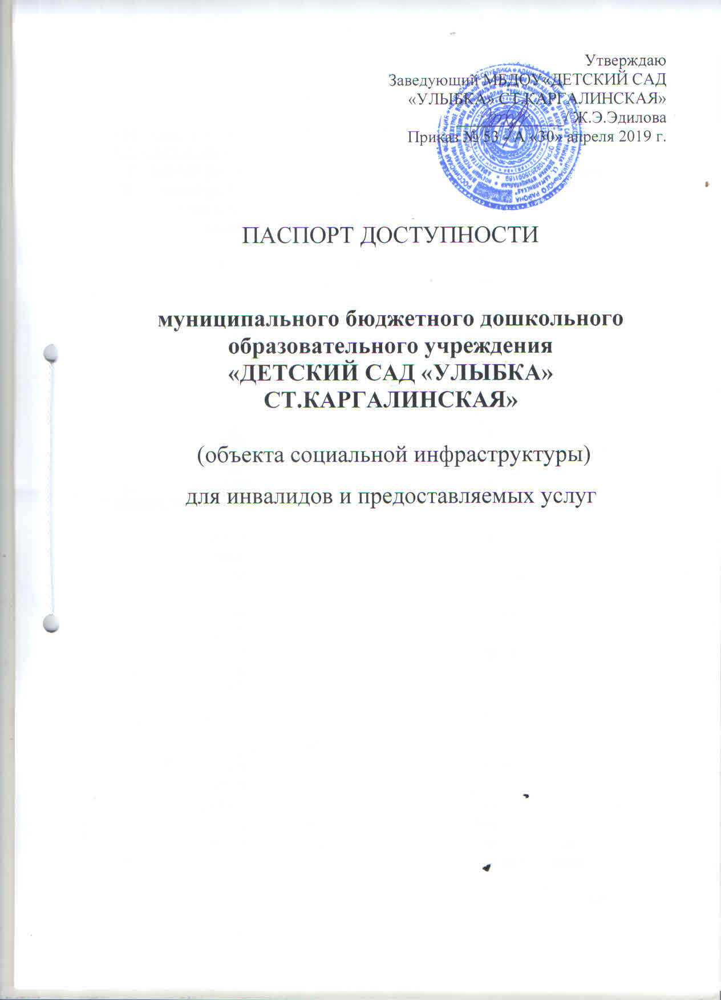 Утверждаю
Заведующий МБДОУ«ДЕТСКИЙ САД
«УЛЫБКА» СТ.КАРГАЛИНСКАЯ»
/ Ж.Э.Эдилова
Приказ № 53 - А «30» апреля 2019 г.
ПАСПОРТ ДОСТУПНОСТИ
муниципального бюджетного дошкольного
образовательного учреждения
«ДЕТСКИЙ САД «УЛЫБКА»
СТ.КАРГАЛИНСКАЯ»
(объекта социальной инфраструктуры)
для инвалидов и предоставляемых услуг